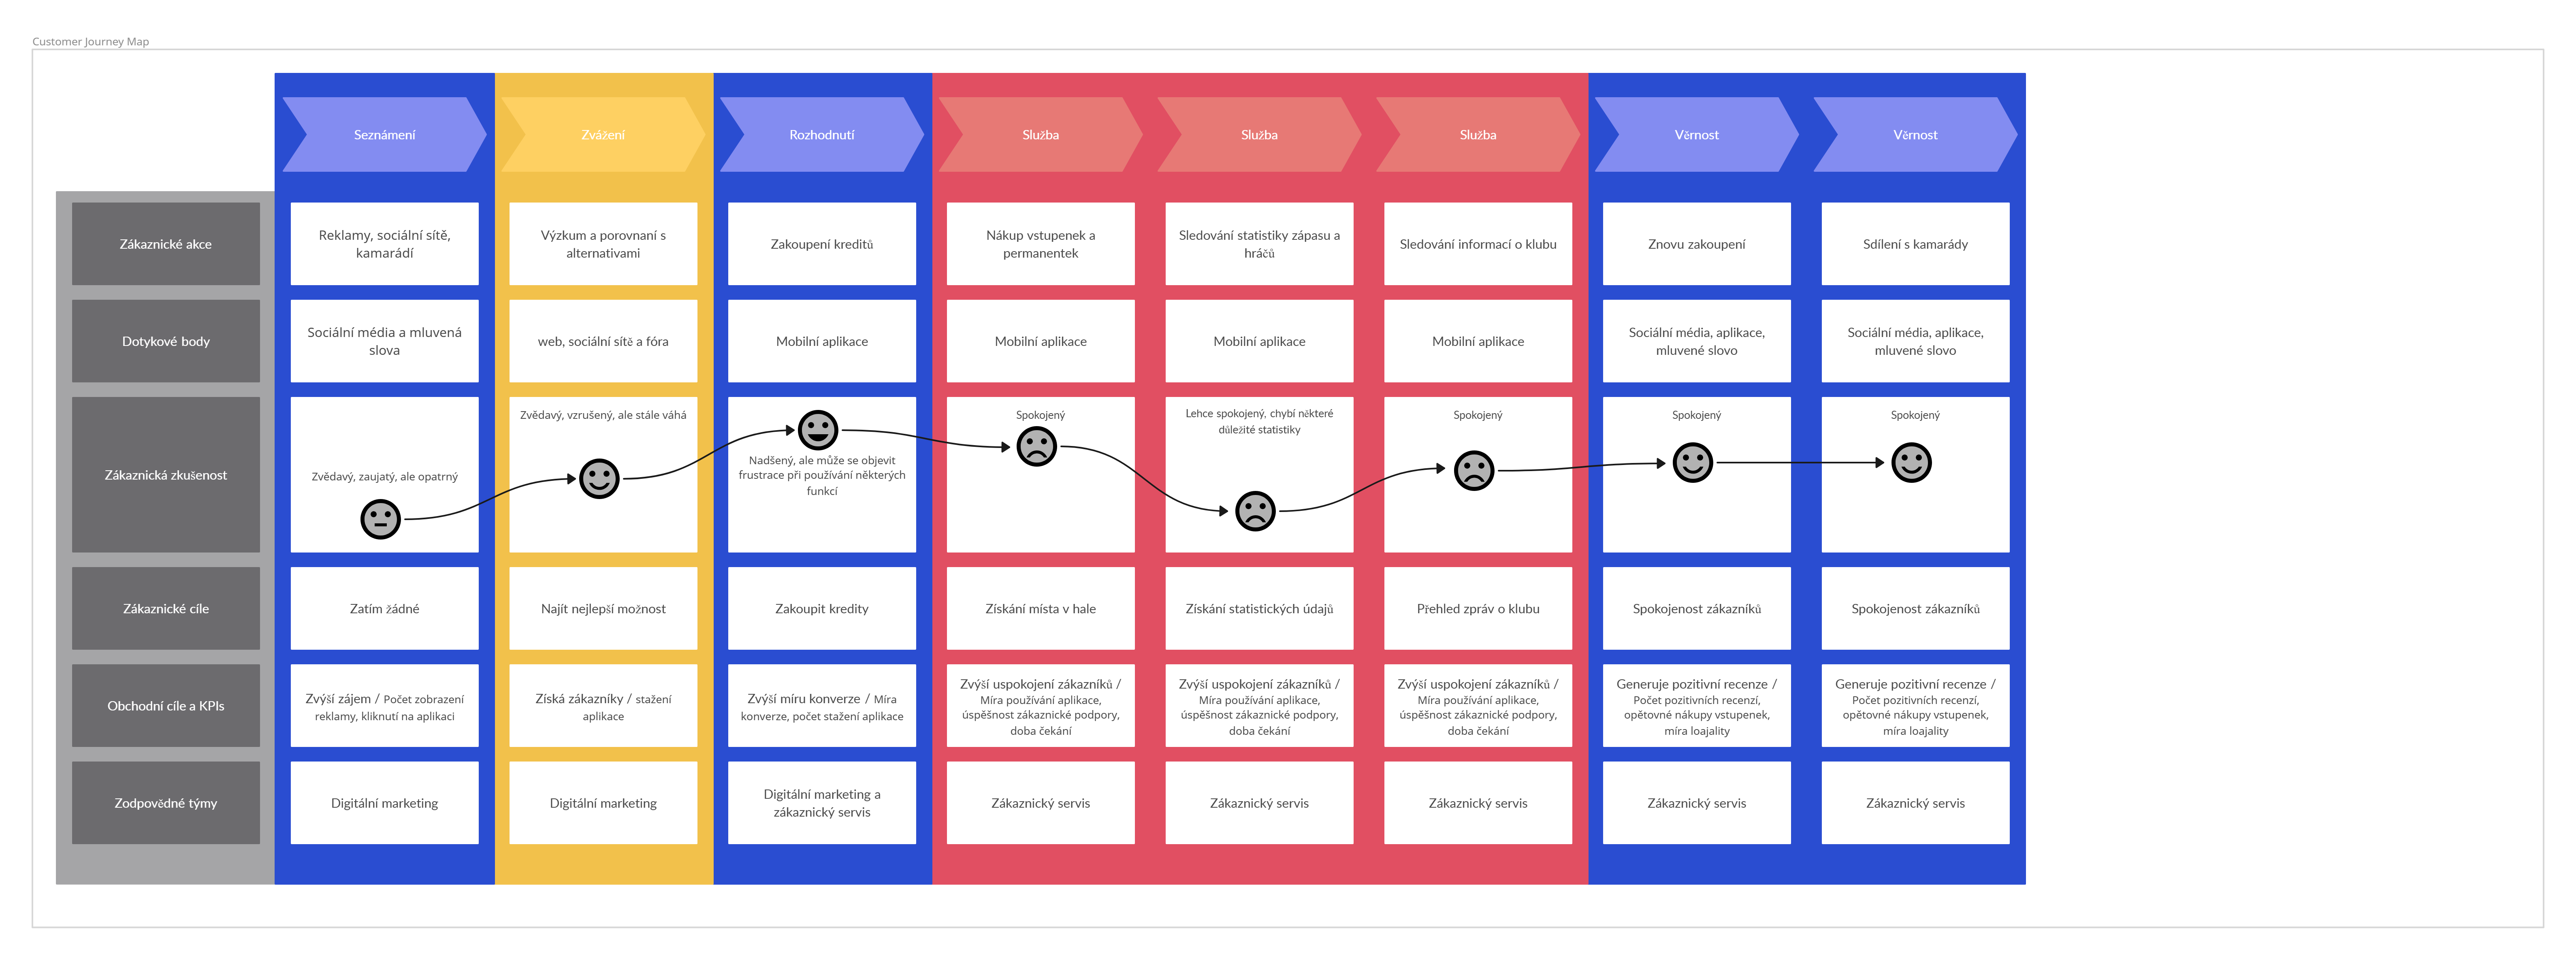 Customer Journey Map
Seznámení
Zvážení
Rozhodnutí
Služba
Služba
Služba
Věrnost
Věrnost
Zákaznické akce
Reklamy, sociální sítě,
kamarádí
Výzkum a porovnaní s
alternativami
Zakoupení kreditů
Nákup vstupenek a
permanentek
Sledování statistiky zápasu a
hráčů
Sledování informací o klubu
Znovu zakoupení
Sdílení s kamarády
Dotykové body
Sociální média a mluvená
slova
web, sociální sítě a fóra
Mobilní aplikace
Mobilní aplikace
Mobilní aplikace
Mobilní aplikace
Sociální média, aplikace,
mluvené slovo
Sociální média, aplikace,
mluvené slovo
Zákaznická zkušenost
Zvědavý, zaujatý, ale opatrný
Zvědavý, vzrušený, ale stále váhá
Nadšený, ale může se objevit
frustrace při používání některých
funkcí
Spokojený
Lehce spokojený, chybí některé
důležité statistiky
Spokojený
Spokojený
Spokojený
Zákaznické cíle
Zatím žádné
Najít nejlepší možnost
Zakoupit kredity
Získání místa v hale
Získání statistických údajů
Přehled zpráv o klubu
Spokojenost zákazníků
Spokojenost zákazníků
Obchodní cíle a KPIs
Zvýší zájem / Počet zobrazení
reklamy, kliknutí na aplikaci
Získá zákazníky / stažení
aplikace
Zvýší míru konverze / Míra
konverze, počet stažení aplikace
Zvýší uspokojení zákazníků /
Míra používání aplikace,
úspěšnost zákaznické podpory,
doba čekání
Zvýší uspokojení zákazníků /
Míra používání aplikace,
úspěšnost zákaznické podpory,
doba čekání
Zvýší uspokojení zákazníků /
Míra používání aplikace,
úspěšnost zákaznické podpory,
doba čekání
Generuje pozitivní recenze /
Počet pozitivních recenzí,
opětovné nákupy vstupenek,
míra loajality
Generuje pozitivní recenze /
Počet pozitivních recenzí,
opětovné nákupy vstupenek,
míra loajality
Zodpovědné týmy
Digitální marketing
Digitální marketing
Digitální marketing a
zákaznický servis
Zákaznický servis
Zákaznický servis
Zákaznický servis
Zákaznický servis
Zákaznický servis